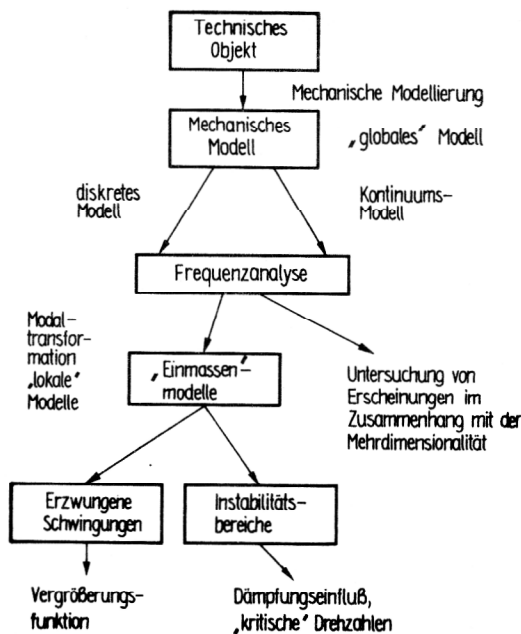 Technisches
Objekt
Mechanische Modellierung
Mechanisches
Modell
„globales" Modell
diskretes
Modell
Kontinuums-
Modell
Frequenzanalyse
Modal-
transfor-
mation
„lokale"
Modelle
„Einmassen"-
modelle
Untersuchung von
Erscheinungen im
Zusammenhang mit der
Mehrdimensionalität
Erzwungene
Schwingungen
Instabilitäts-
bereiche
Vergrößerungs-
funktion
Dämpfungseinfluß,
„kritische" Drehzahlen